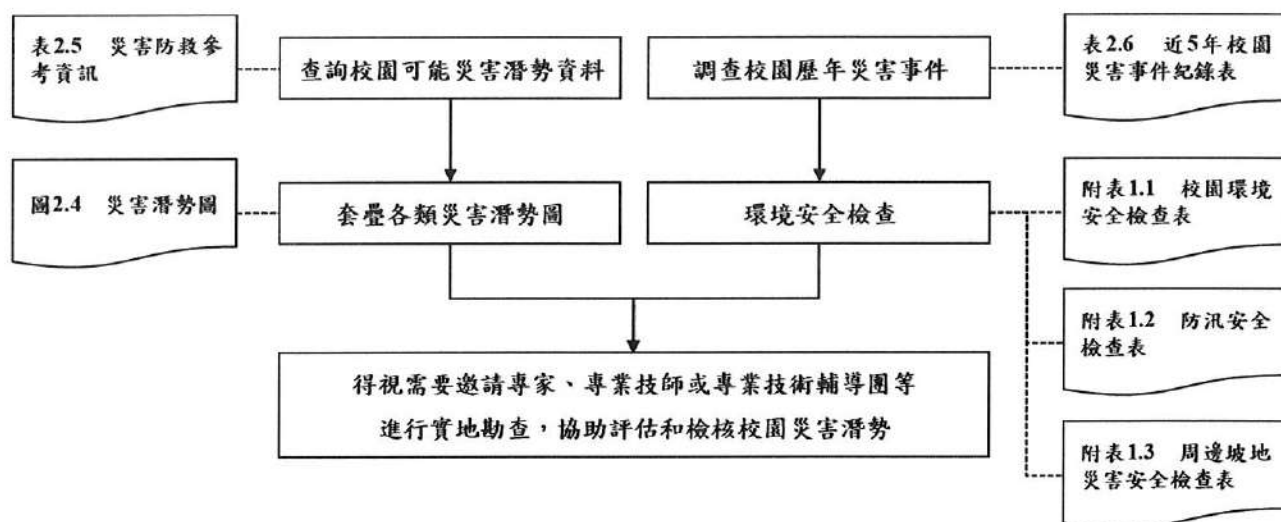 表2.5 災害防救參
考資訊
查詢校園可能災害潛勢資料
調查校園歷年災害事件
表2.6 近5年校園
災害事件紀錄表
圖2.4 災害潛勢圖
套疊各類災害潛勢圖
環境安全檢查
附表1.1 校園環境
安全檢查表
附表1.2 防汛安全
檢查表
得視需要邀請專家、專業技師或專業技術輔導團等
進行實地勘查，協助評估和檢核校園災害潛勢
附表1.3 周邊坡地
災害安全檢查表